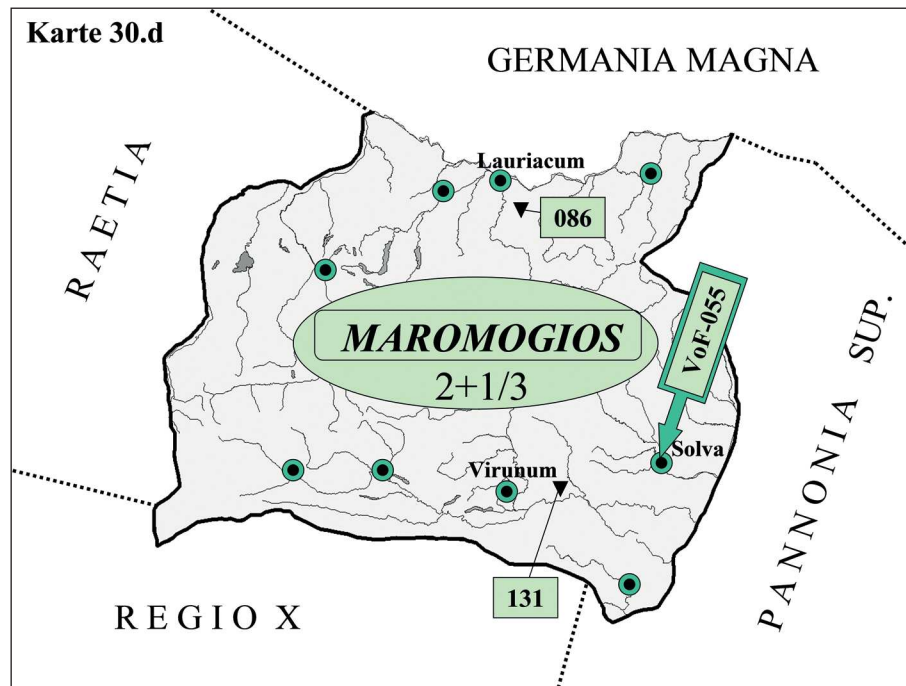 Karte 30.d
GERMANIA MAGNA
RAETIA
Lauriacum
086
MAROMOGIOS
2+1/3
VoF-055
PANNONIA SUP.
Solva
Virunum
131
REGIO X